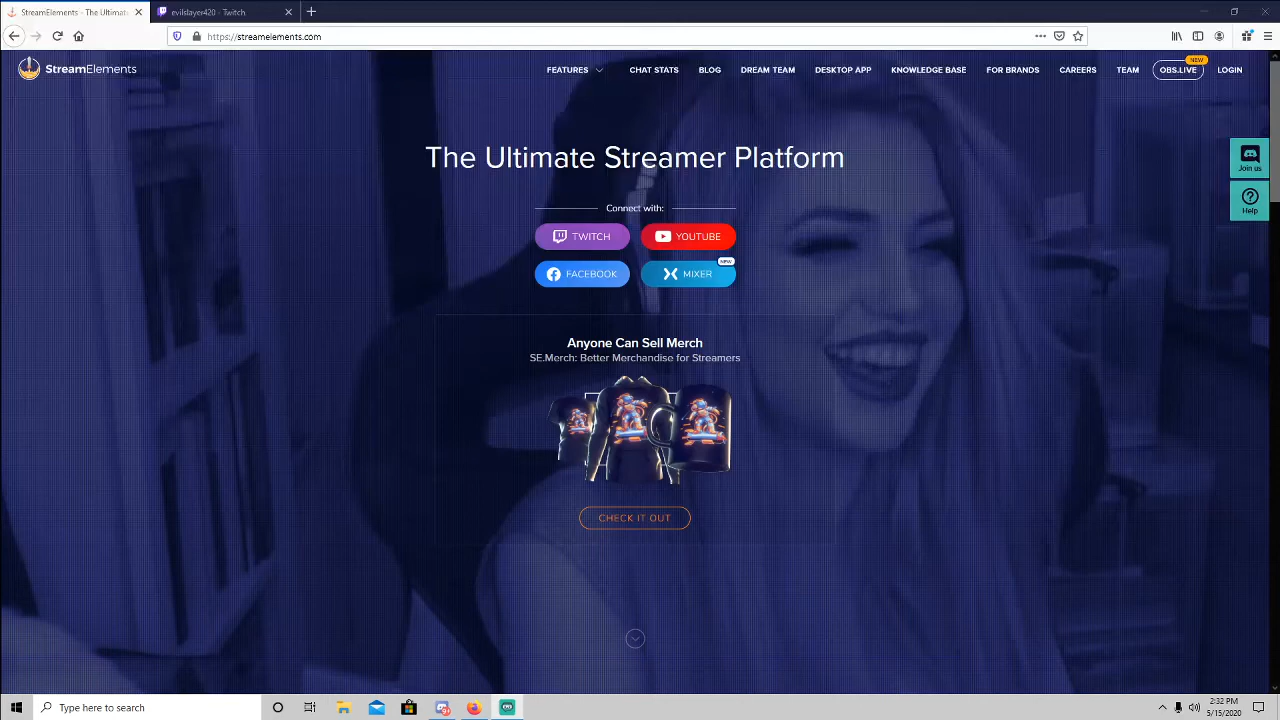 StreamElements - The Ultimate
evilslayer420 - Twitch
https://streamelements.com
StreamElements
FEATURES
CHAT STATS
BLOG
DREAM TEAM
DESKTOP APP
KNOWLEDGE BASE
FOR BRANDS
CAREERS
TEAM
NEW
OBS.LIVE
LOGIN
The Ultimate Streamer Platform
Join us
Help
Connect with:
TWITCH
YOUTUBE
NEW
FACEBOOK
MIXER
Anyone Can Sell Merch
SE.Merch: Better Merchandise for Streamers
CHECK IT OUT
Type here to search
2:32 PM
5/15/2020